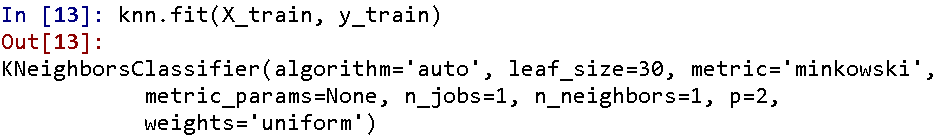 In [13]: knn.fit(X_train, y_train)
Out[13]:
KNeighborsClassifier(algorithm='auto', leaf_size=30, metric='minkowski',
metric_params=None, n_jobs=1, n_neighbors=1, p=2,
weights='uniform')